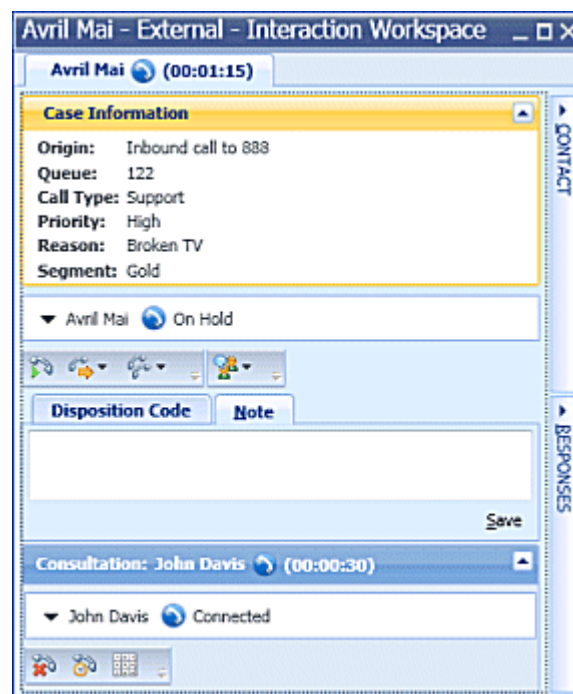 Avril Mai - External - Interaction Workspace
Avril Mai (00:01:15)
Case Information
Origin: Inbound call to 888
Queue: 122
Call Type: Support
Priority: High
Reason: Broken TV
Segment: Gold
Avril Mai On Hold
Disposition Code Note
Save
Consultation: John Davis (00:00:30)
John Davis Connected
CONTACT
RESPONSES